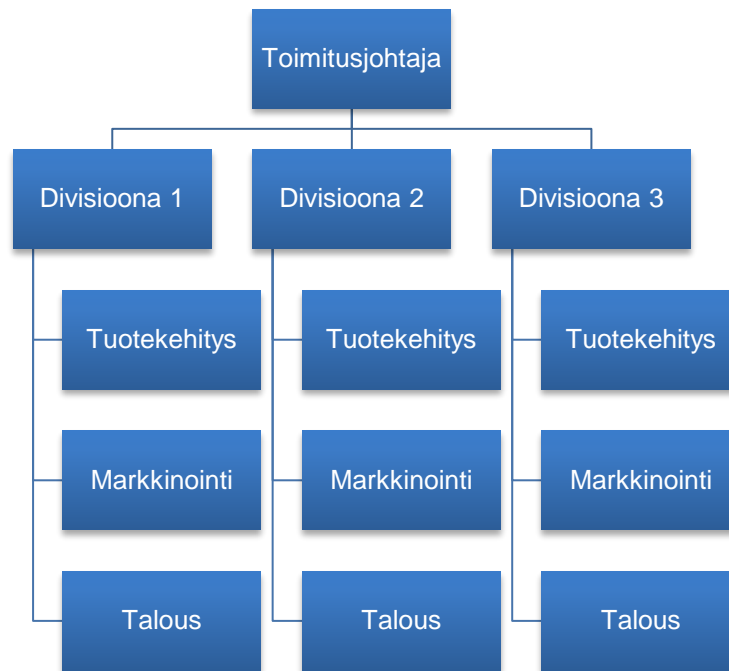 Toimitusjohtaja
Divisioona 1
Divisioona 2
Divisioona 3
Tuotekehitys
Tuotekehitys
Tuotekehitys
Markkinointi
Markkinointi
Markkinointi
Talous
Talous
Talous